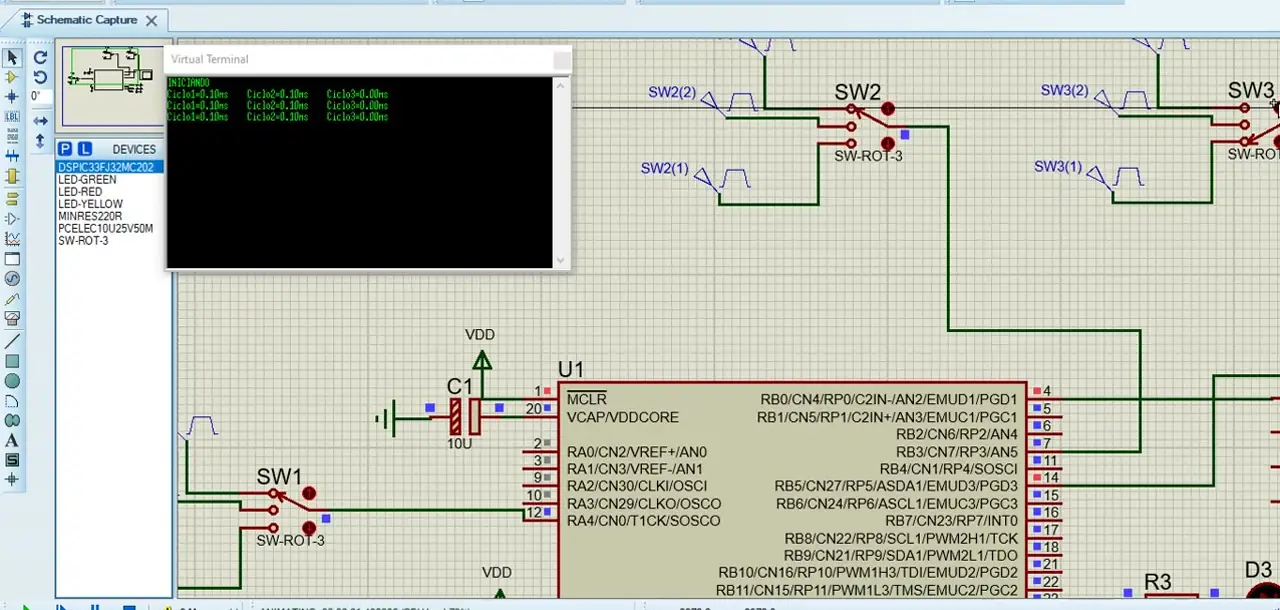 Schematic Capture
Virtual Terminal
INICIANDO
Ciclo1=0.10ms Ciclo2=0.10ms Ciclo3=0.00ms
Ciclo1=0.10ms Ciclo2=0.10ms Ciclo3=0.00ms
Ciclo1=0.10ms Ciclo2=0.10ms Ciclo3=0.00ms
0°
LBL
P L DEVICES
DSPIC33FJ32MC202
LED-GREEN
LED-RED
LED-YELLOW
MINRES220R
PCELEC10U25V50M
SW-ROT-3
A
S
SW2(2)
SW2
SW-ROT-3
SW2(1)
SW3(2)
SW3
SW-RO
SW3(1)
VDD
C1
10U
U1
1 MCLR
20 VCAP/VDDCORE
2 RA0/CN2/VREF+/AN0
3 RA1/CN3/VREF-/AN1
9 RA2/CN30/CLKI/OSCI
10 RA3/CN29/CLKO/OSCO
12 RA4/CN0/T1CK/SOSCO
RB0/CN4/RP0/C2IN-/AN2/EMUD1/PGD1 4
RB1/CN5/RP1/C2IN+/AN3/EMUC1/PGC1 5
RB2/CN6/RP2/AN4 6
RB3/CN7/RP3/AN5 7
RB4/CN1/RP4/SOSCI 11
RB5/CN27/RP5/ASDA1/EMUD3/PGD3 14
RB6/CN24/RP6/ASCL1/EMUC3/PGC3 15
RB7/CN23/RP7/INT0 16
RB8/CN22/RP8/SCL1/PWM2H1/TCK 17
RB9/CN21/RP9/SDA1/PWM2L1/TDO 18
RB10/CN16/RP10/PWM1H3/TDI/EMUD2/PGD2 21
RB11/CN15/RP11/PWM1L3/TMS/EMUC2/PGC2 22
SW1
SW-ROT-3
VDD
R3
D3